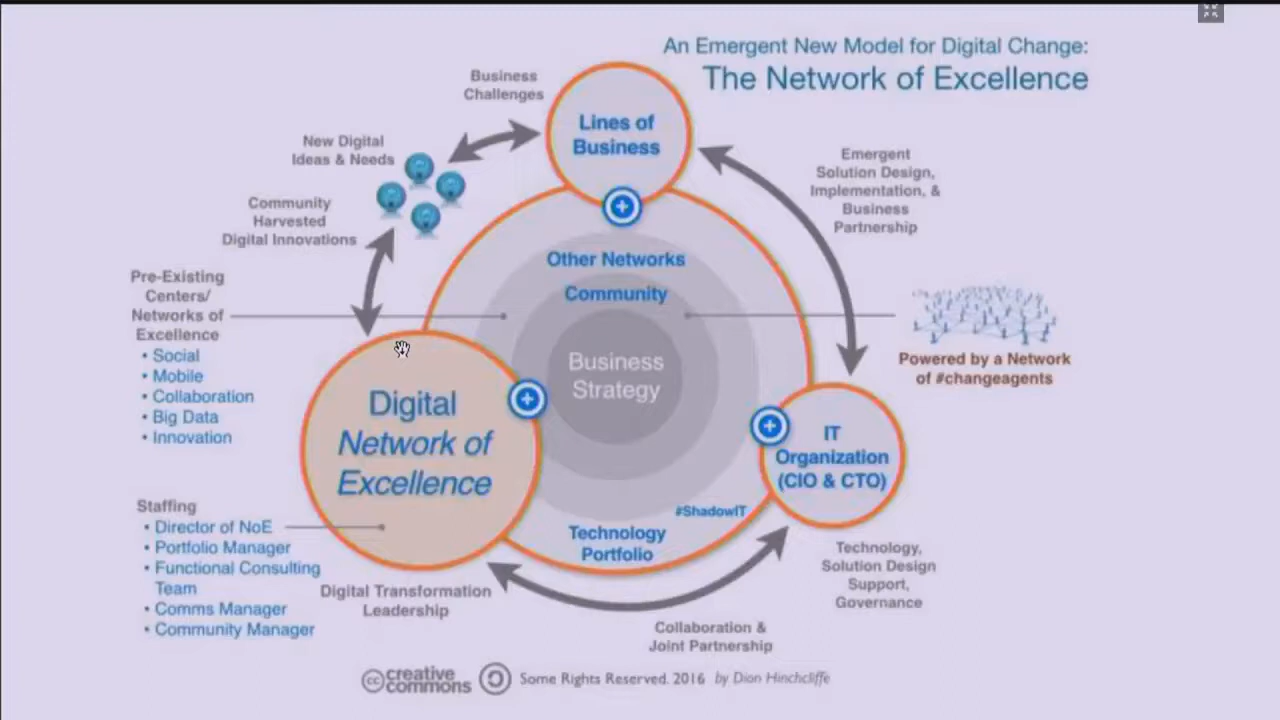 An Emergent New Model for Digital Change:
The Network of Excellence
Business
Challenges
Lines of
Business
New Digital
Ideas & Needs
Community
Harvested
Digital Innovations
Emergent
Solution Design,
Implementation, &
Business
Partnership
Pre-Existing
Centers/
Networks of
Excellence
• Social
• Mobile
• Collaboration
• Big Data
• Innovation
Other Networks
Community
Business
Strategy
Powered by a Network
of #changeagents
Digital
Network of
Excellence
IT
Organization
(CIO & CTO)
#ShadowIT
Technology
Portfolio
Staffing
• Director of NoE
• Portfolio Manager
• Functional Consulting
Team
• Comms Manager
• Community Manager
Digital Transformation
Leadership
Technology,
Solution Design
Support,
Governance
Collaboration &
Joint Partnership
cc creative
commons
Some Rights Reserved. 2016 by Dion Hinchcliffe